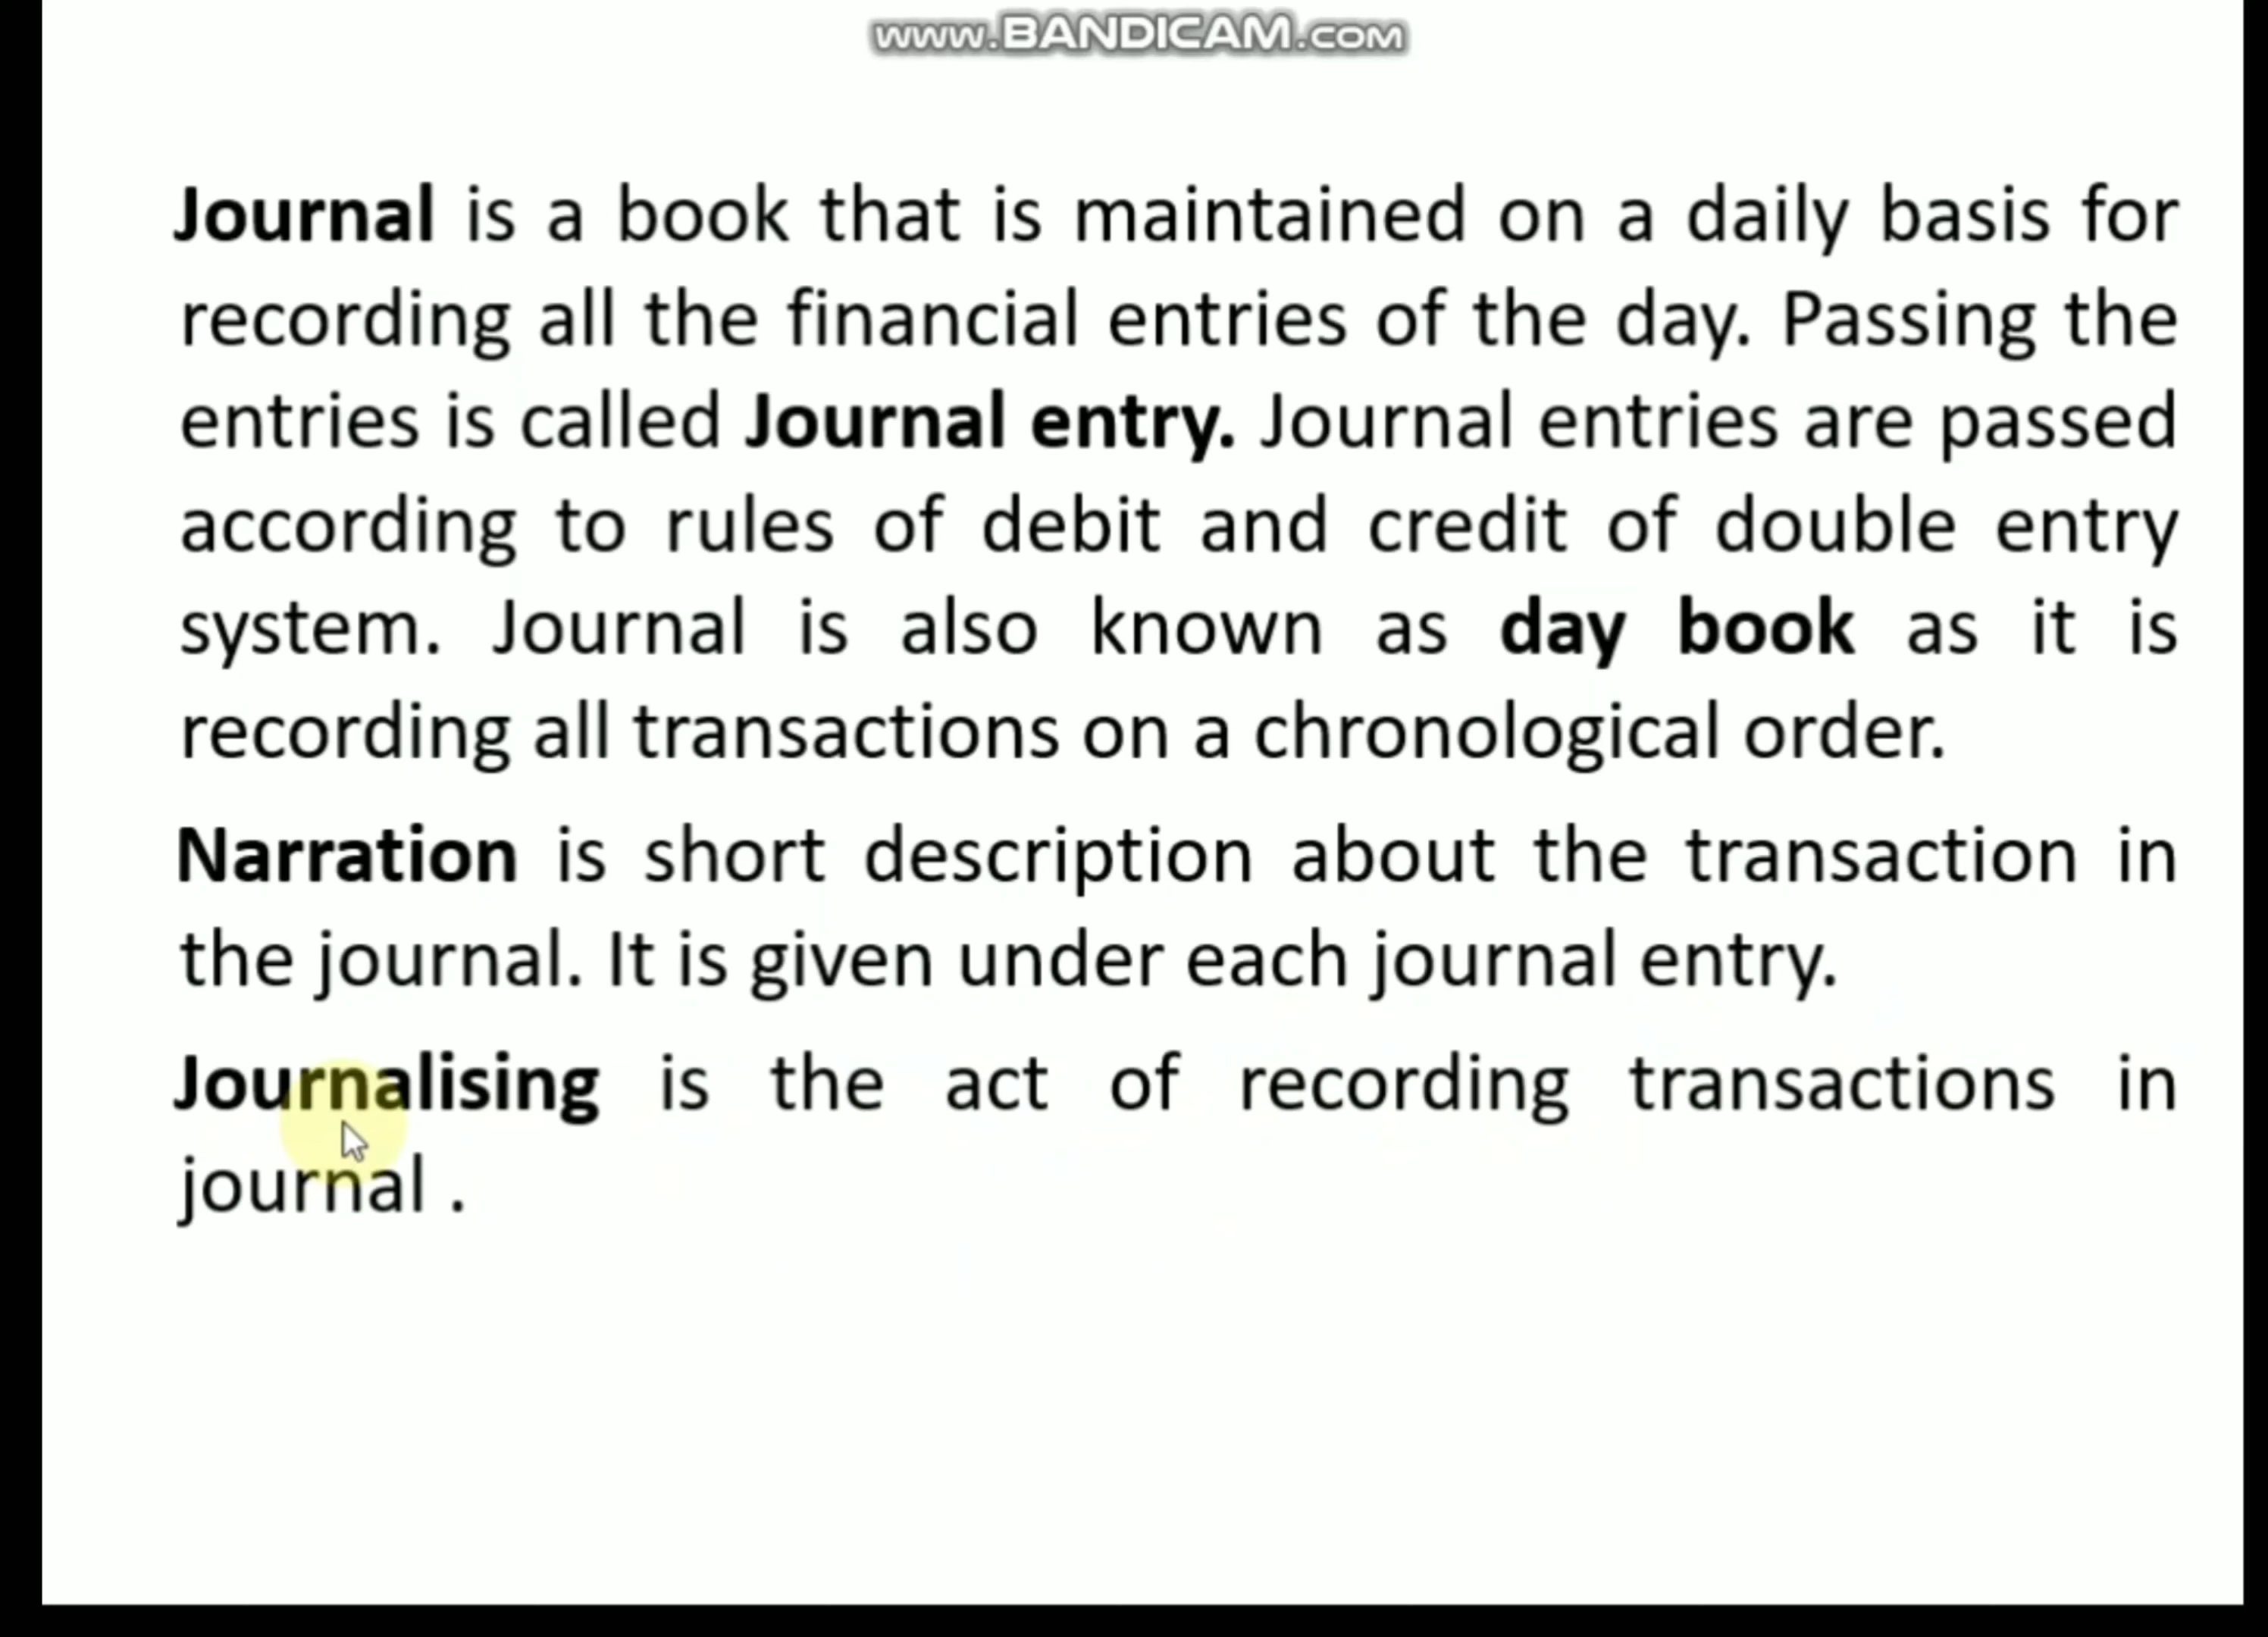 www.BANDICAM.COM
Journal is a book that is maintained on a daily basis for
recording all the financial entries of the day. Passing the
entries is called Journal entry. Journal entries are passed
according to rules of debit and credit of double entry
system. Journal is also known as day book as it is
recording all transactions on a chronological order.
Narration is short description about the transaction in
the journal. It is given under each journal entry.
Journalising is the act of recording transactions in
journal .